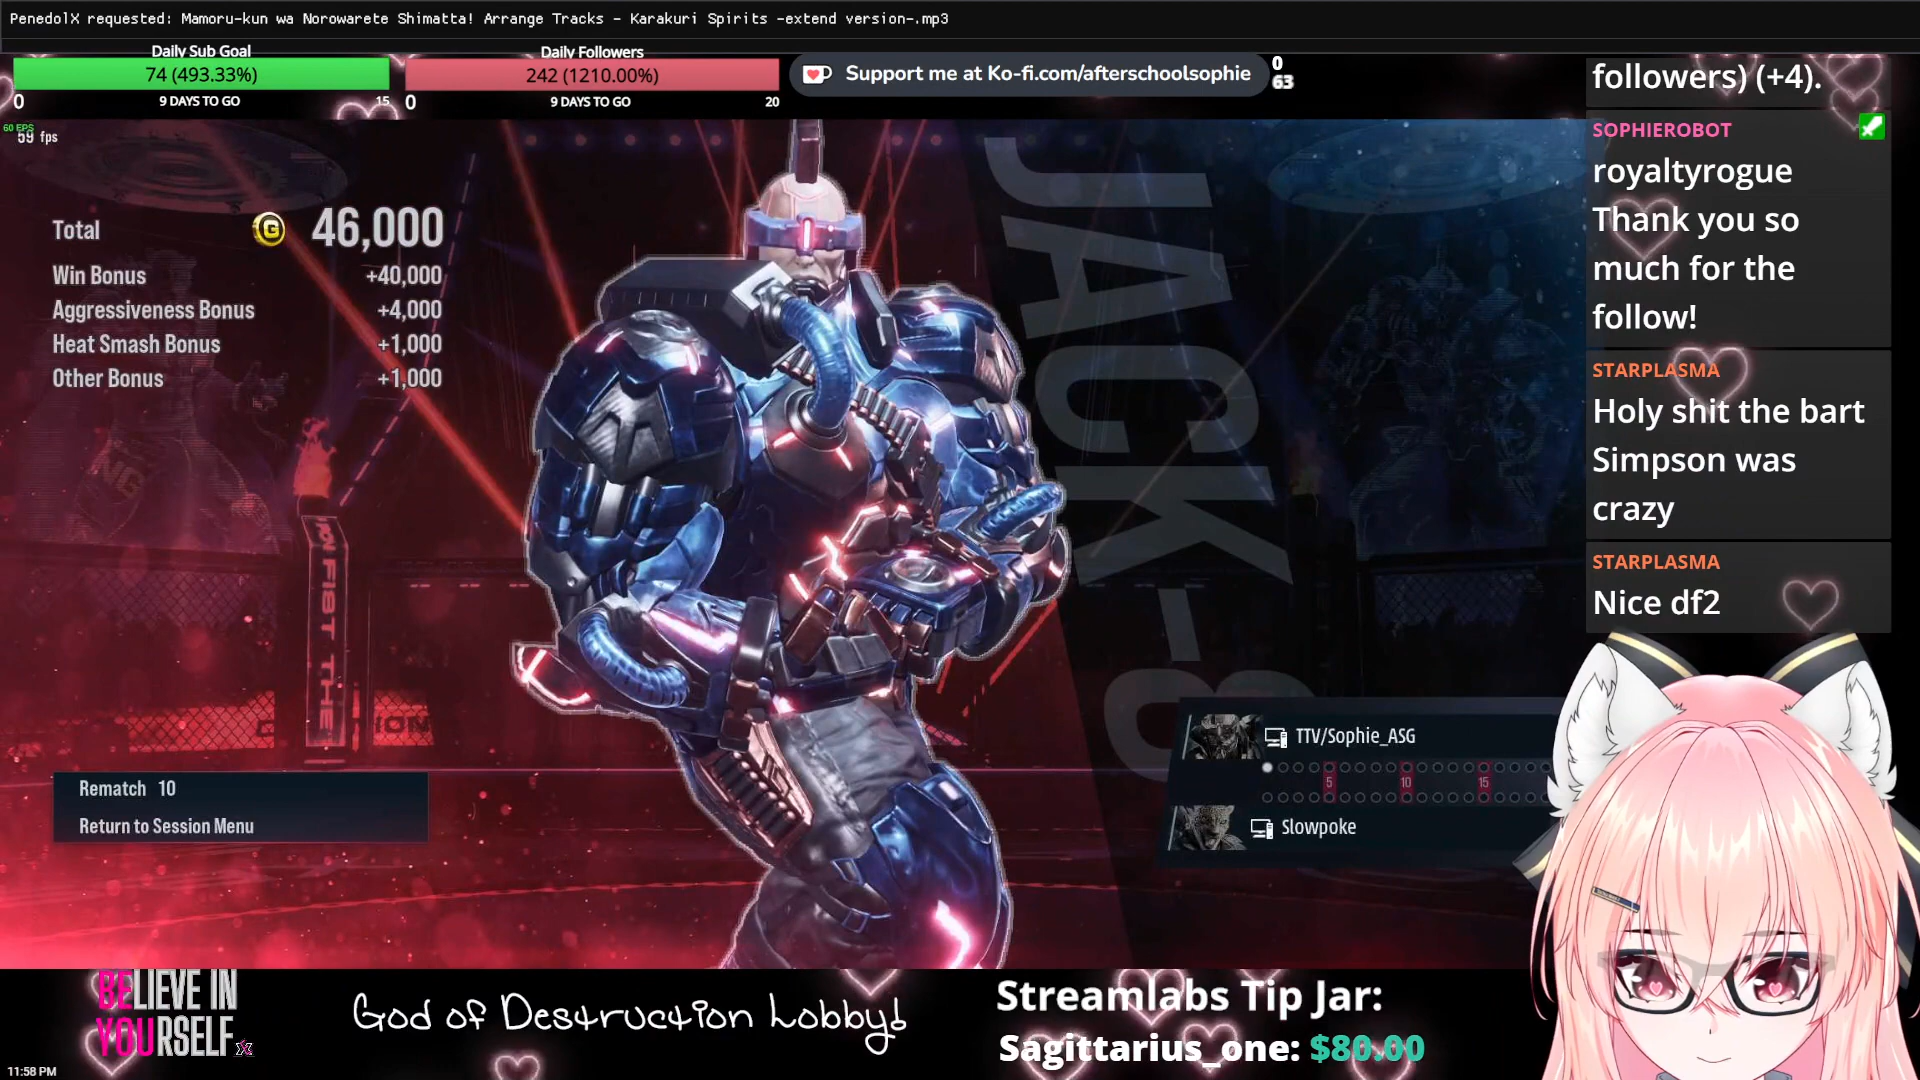 PenedolX requested: Mamoru-kun wa Norowarete Shimatta! Arrange Tracks - Karakuri Spirits -extend version-.mp3
Daily Sub Goal
74 (493.33%)
0
9 DAYS TO GO
15
Daily Followers
242 (1210.00%)
0
9 DAYS TO GO
20
Support me at Ko-fi.com/afterschoolsophie
0
63
60 FPS
59 fps
Total 46,000
Win Bonus +40,000
Aggressiveness Bonus +4,000
Heat Smash Bonus +1,000
Other Bonus +1,000
JACK-8
Rematch 10
Return to Session Menu
TTV/Sophie_ASG
5 10 15
Slowpoke
followers) (+4).
SOPHIEROBOT
royaltyrogue
Thank you so
much for the
follow!
STARPLASMA
Holy shit the bart
Simpson was
crazy
STARPLASMA
Nice df2
BELIEVE IN
YOURSELF
God of Destruction Lobby!
Streamlabs Tip Jar:
Sagittarius_one: $80.00
11:58 PM